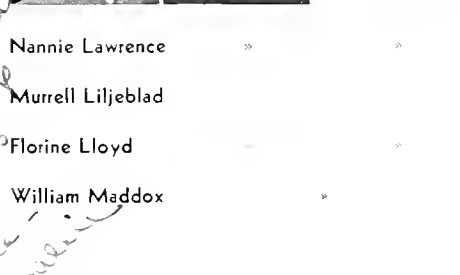 Nannie Lawrence » »
Murrell Liljeblad
Florine Lloyd »
William Maddox »